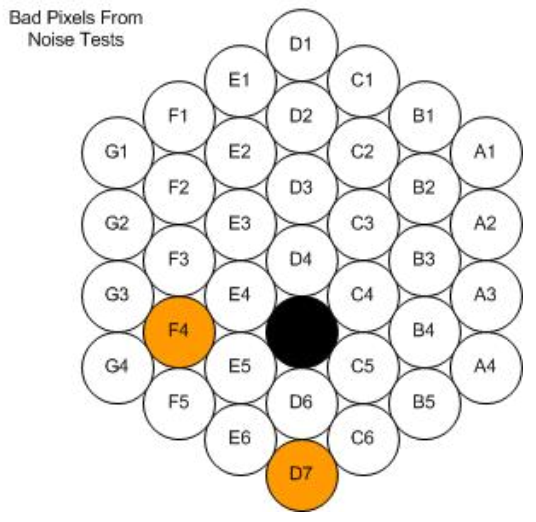 Bad Pixels From
Noise Tests
D1
E1 C1
F1 D2 B1
G1 E2 C2 A1
F2 D3 B2
G2 E3 C3 A2
F3 D4 B3
G3 E4 C4 A3
F4 B4
G4 E5 C5 A4
F5 D6 B5
E6 C6
D7